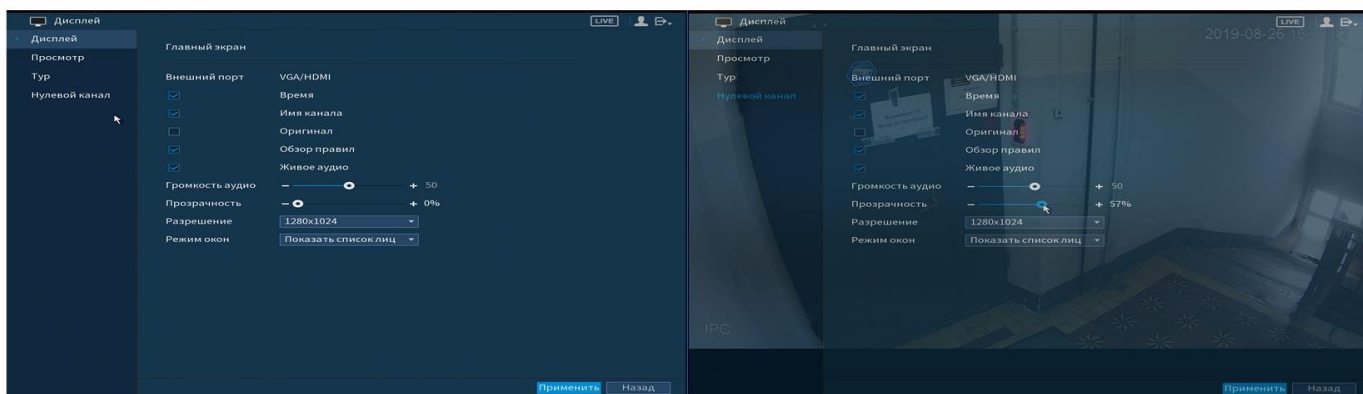 Дисплей LIVE
Дисплей
Просмотр
Тур
Нулевой канал
Главный экран
Внешний порт VGA/HDMI
Время
Имя канала
Оригинал
Обзор правил
Живое аудио
Громкость аудио − + 50
Прозрачность − + 0%
Разрешение 1280x1024
Режим окон Показать список лиц
Применить Назад
Дисплей LIVE
2019-08-26 16
Дисплей
Просмотр
Тур
Нулевой канал
Главный экран
Внешний порт VGA/HDMI
Время
Имя канала
Оригинал
Обзор правил
Живое аудио
Громкость аудио − + 50
Прозрачность − + 57%
Разрешение 1280x1024
Режим окон Показать список лиц
IPC
Применить Назад